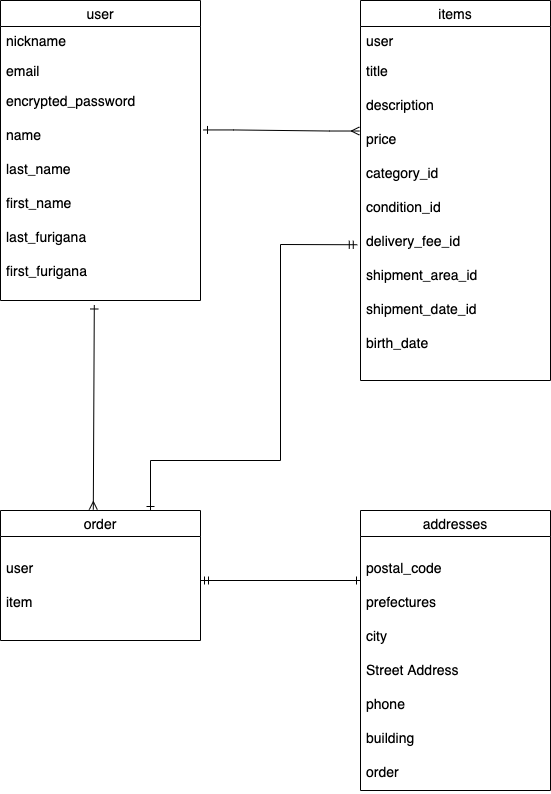 user
nickname
email
encrypted_password
name
last_name
first_name
last_furigana
first_furigana
items
user
title
description
price
category_id
condition_id
delivery_fee_id
shipment_area_id
shipment_date_id
birth_date
order
user
item
addresses
postal_code
prefectures
city
Street Address
phone
building
order